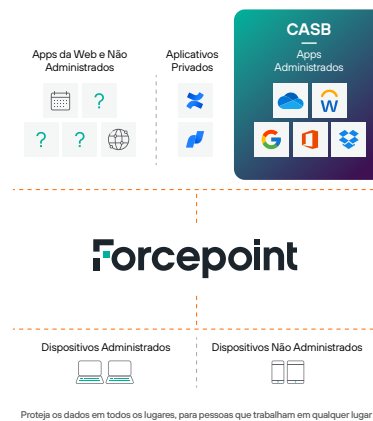 CASB
Apps da Web e Não
Administrados
Aplicativos
Privados
Apps
Administrados
?
? ?
Forcepoint
Dispositivos Administrados
Dispositivos Não Administrados
Proteja os dados em todos os lugares, para pessoas que trabalham em qualquer lugar